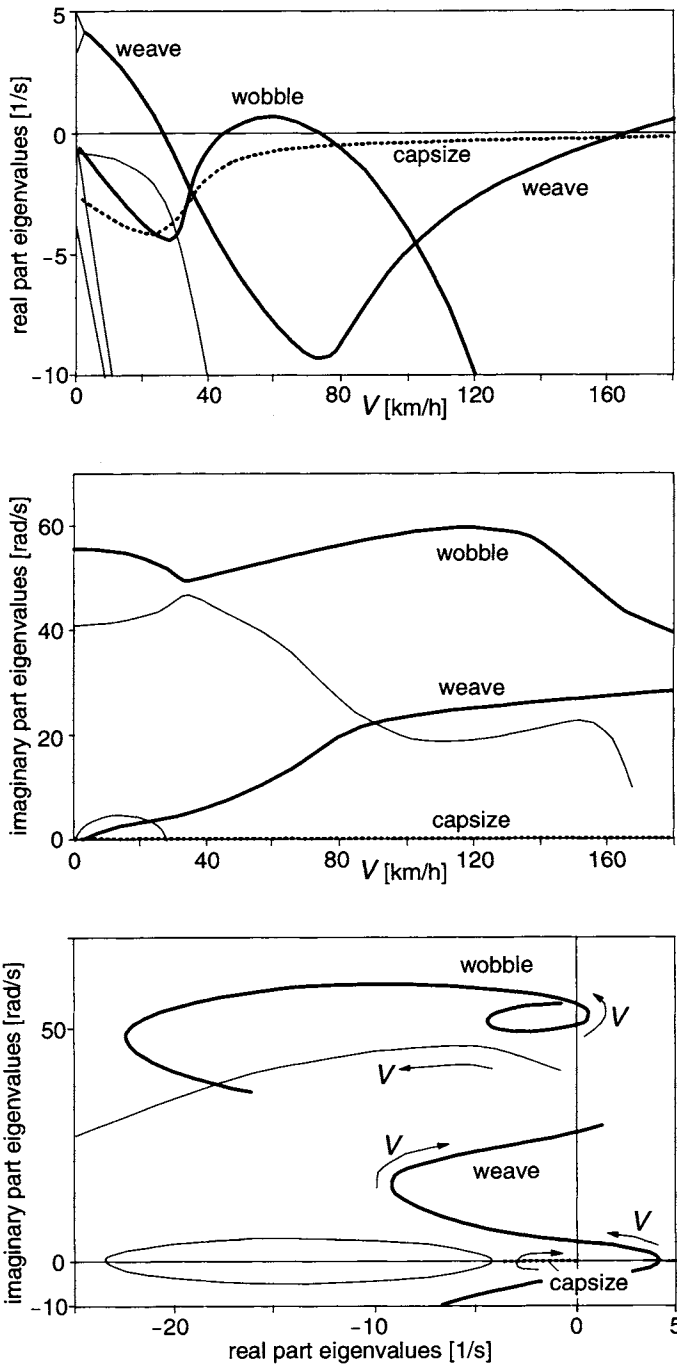 real part eigenvalues [1/s]
5
0
−5
−10
weave
wobble
capsize
weave
0
40
80
120
160
V [km/h]
imaginary part eigenvalues [rad/s]
60
40
20
0
wobble
weave
capsize
0
40
80
120
160
V [km/h]
imaginary part eigenvalues [rad/s]
50
0
−10
wobble
V
V
V
weave
V
capsize
−20
−10
0
5
real part eigenvalues [1/s]